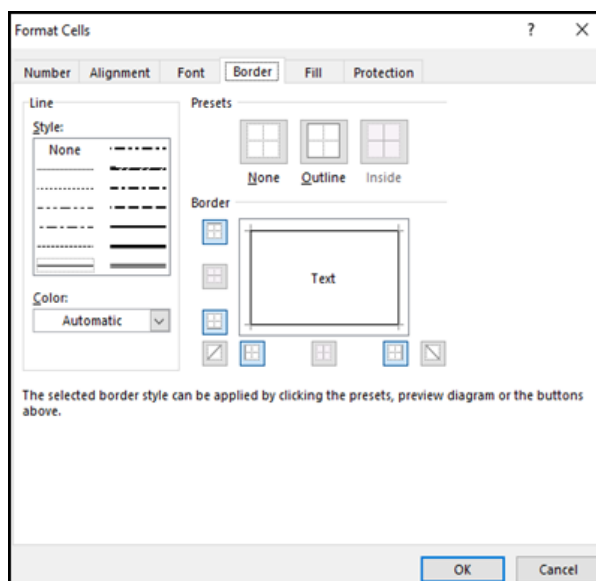 Format Cells ? X
Number Alignment Font Border Fill Protection
Line
Style:
None
Color:
Automatic
Presets
None Outline Inside
Border
Text
The selected border style can be applied by clicking the presets, preview diagram or the buttons
above.
OK Cancel